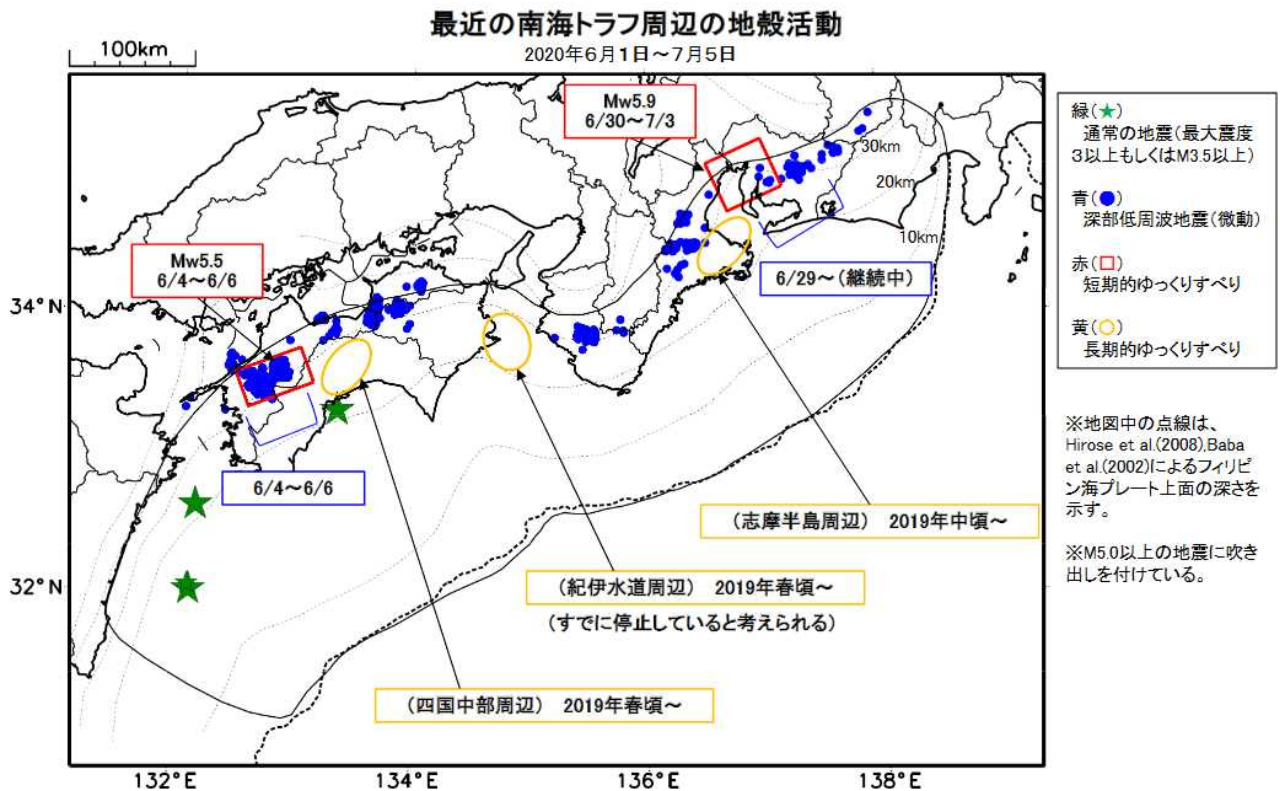 最近の南海トラフ周辺の地殻活動
2020年6月1日～7月5日
100km
Mw5.9
6/30～7/3
30km
20km
10km
Mw5.5
6/4～6/6
6/29～(継続中)
6/4～6/6
(志摩半島周辺) 2019年中頃～
(紀伊水道周辺) 2019年春頃～
(すでに停止していると考えられる)
(四国中部周辺) 2019年春頃～
34°N
32°N
132°E
134°E
136°E
138°E
緑(★)
通常の地震(最大震度
3以上もしくはM3.5以上)
青(●)
深部低周波地震(微動)
赤(□)
短期的ゆっくりすべり
黄(○)
長期的ゆっくりすべり
※地図中の点線は、
Hirose et al.(2008),Baba
et al.(2002)によるフィリピ
ン海プレート上面の深さを
示す。
※M5.0以上の地震に吹き
出しを付けている。